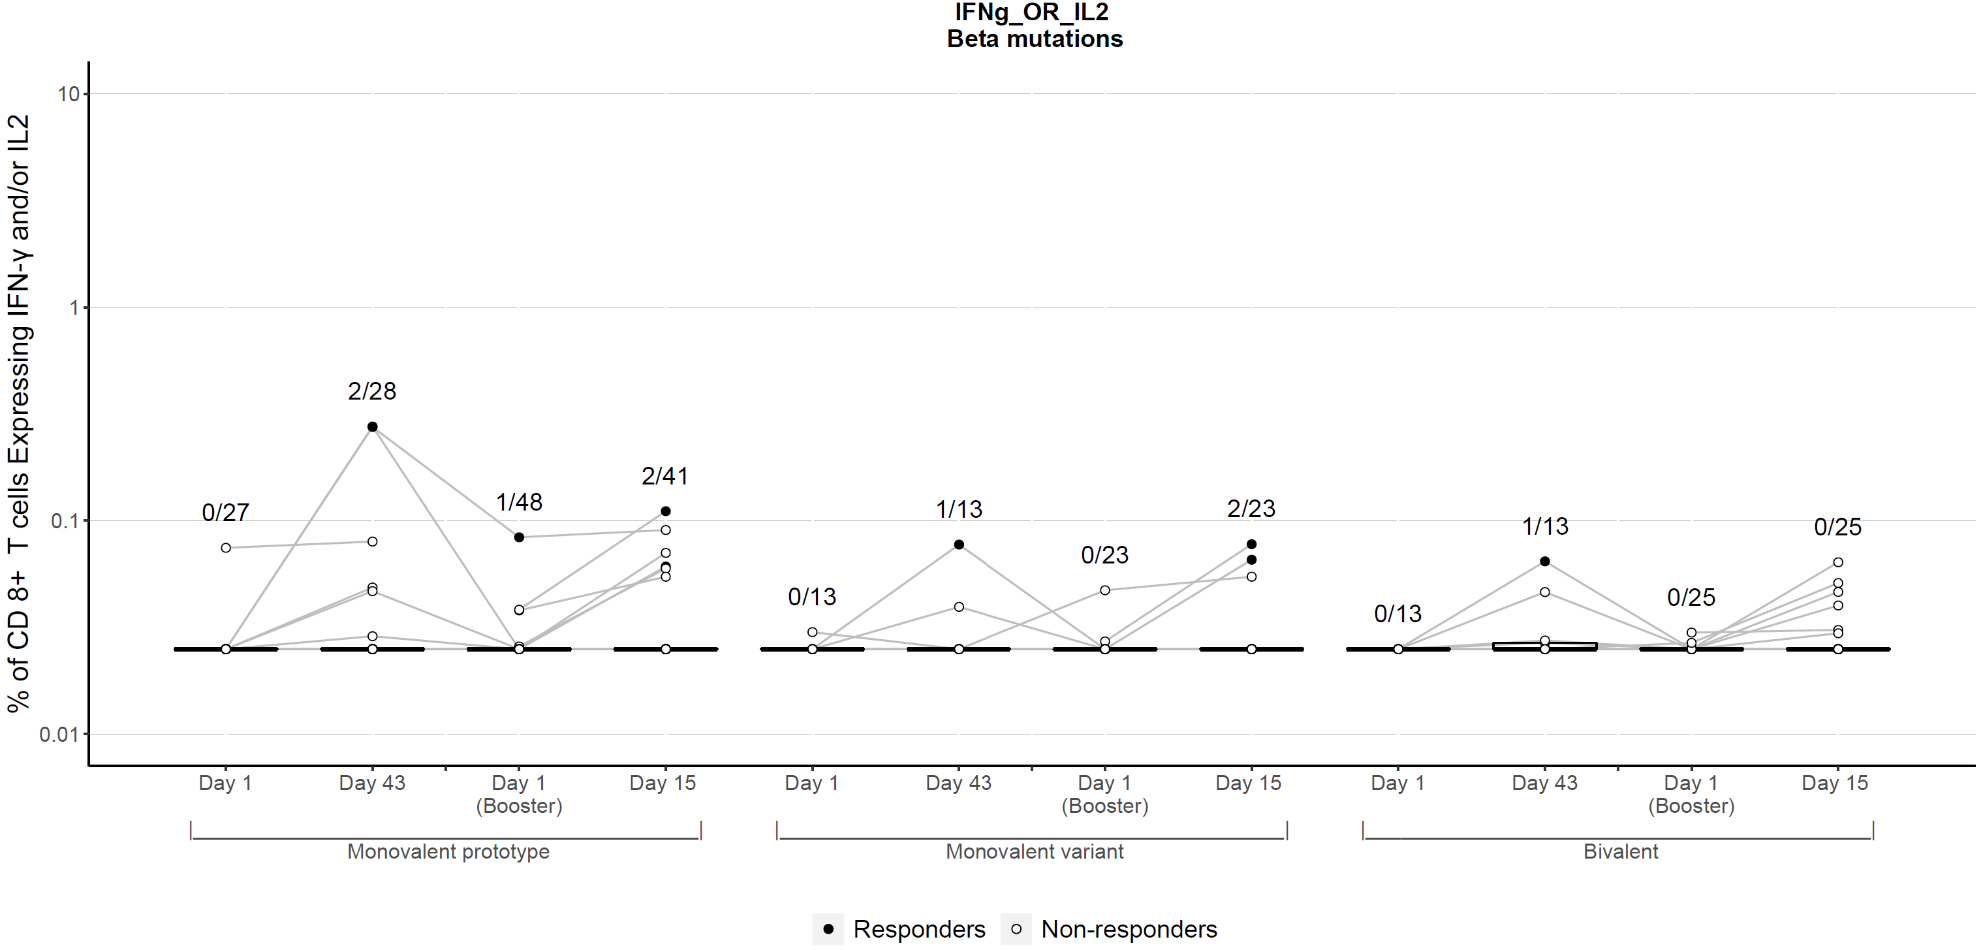 IFNg_OR_IL2
Beta mutations
% of CD 8+ T cells Expressing IFN-γ and/or IL2
10
1
0.1
0.01
0/27
2/28
1/48
2/41
0/13
1/13
0/23
2/23
0/13
1/13
0/25
0/25
Day 1
Day 43
Day 1
(Booster)
Day 15
Day 1
Day 43
Day 1
(Booster)
Day 15
Day 1
Day 43
Day 1
(Booster)
Day 15
Monovalent prototype
Monovalent variant
Bivalent
Responders
Non-responders